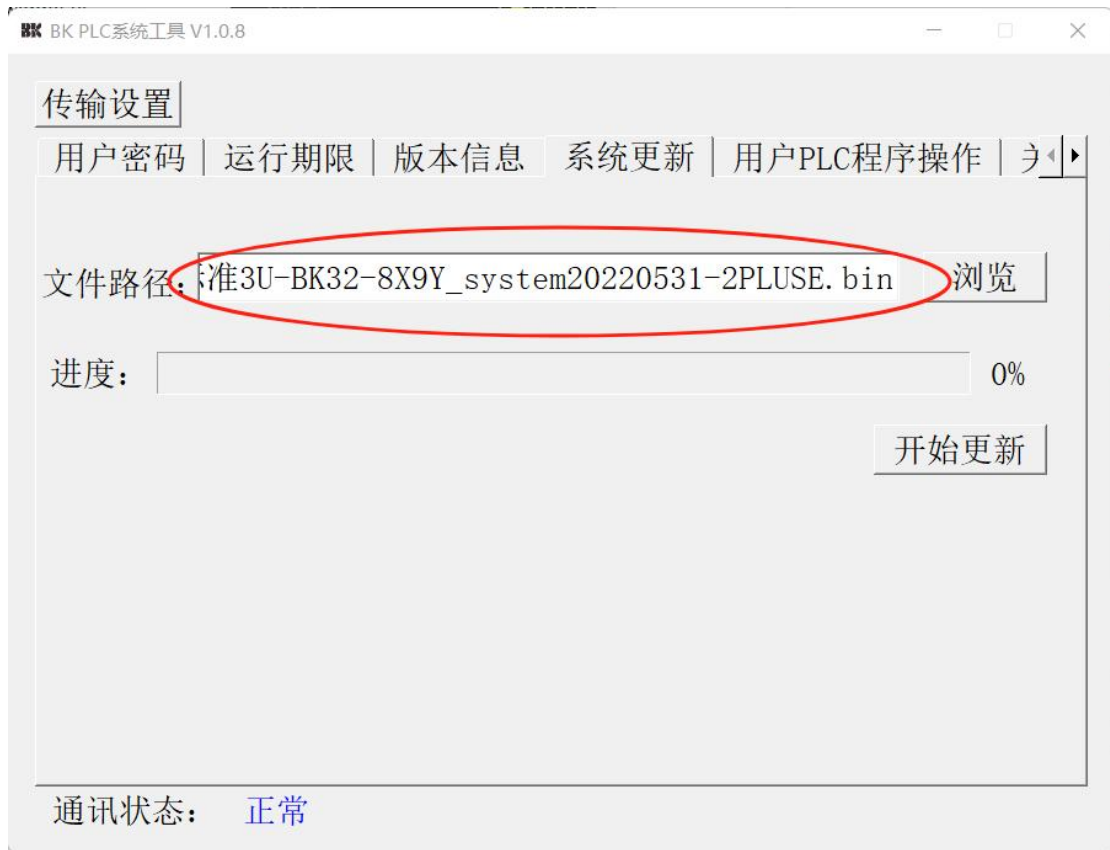 BK BK PLC系统工具 V1.0.8
传输设置
用户密码 运行期限 版本信息 系统更新 用户PLC程序操作
文件路径： 准3U-BK32-8X9Y_system20220531-2PLUSE.bin 浏览
进度： 0%
开始更新
通讯状态： 正常